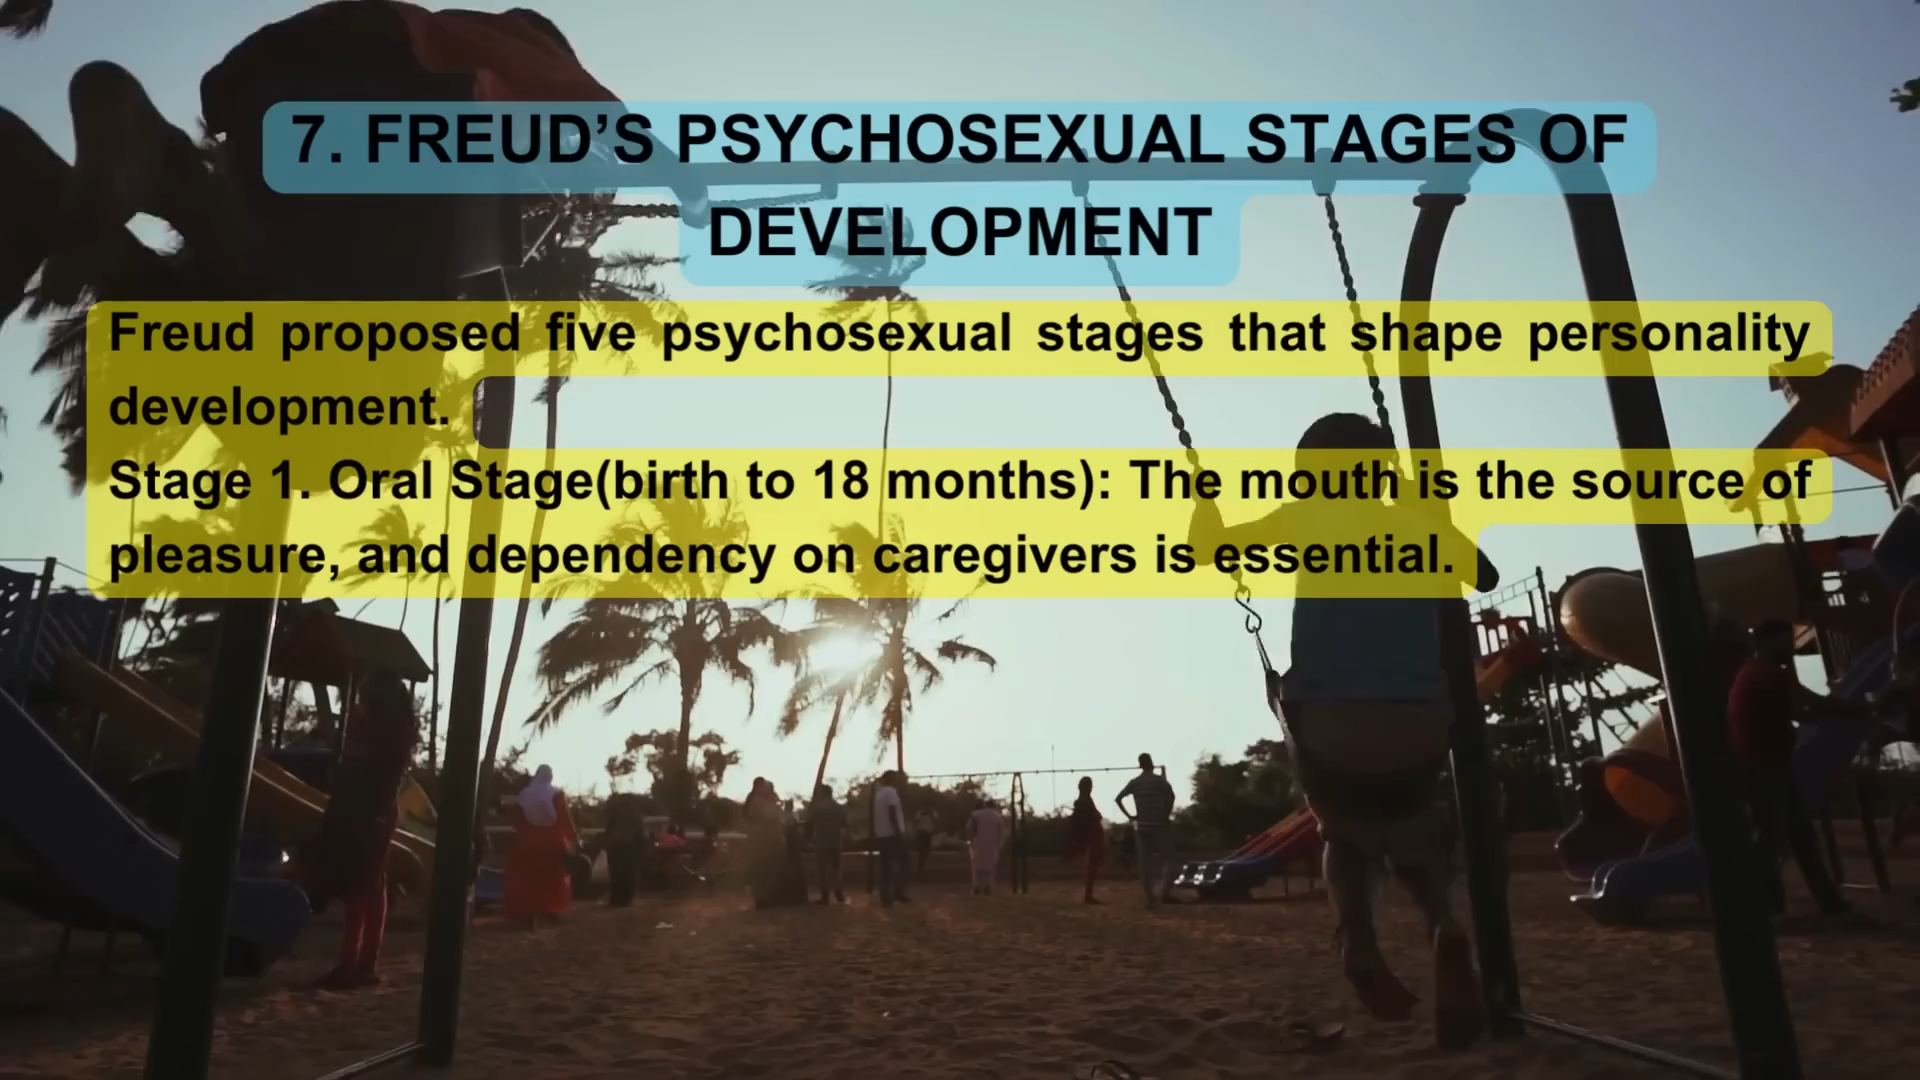 7. FREUD’S PSYCHOSEXUAL STAGES OF
DEVELOPMENT
Freud proposed five psychosexual stages that shape personality
development.
Stage 1. Oral Stage(birth to 18 months): The mouth is the source of
pleasure, and dependency on caregivers is essential.